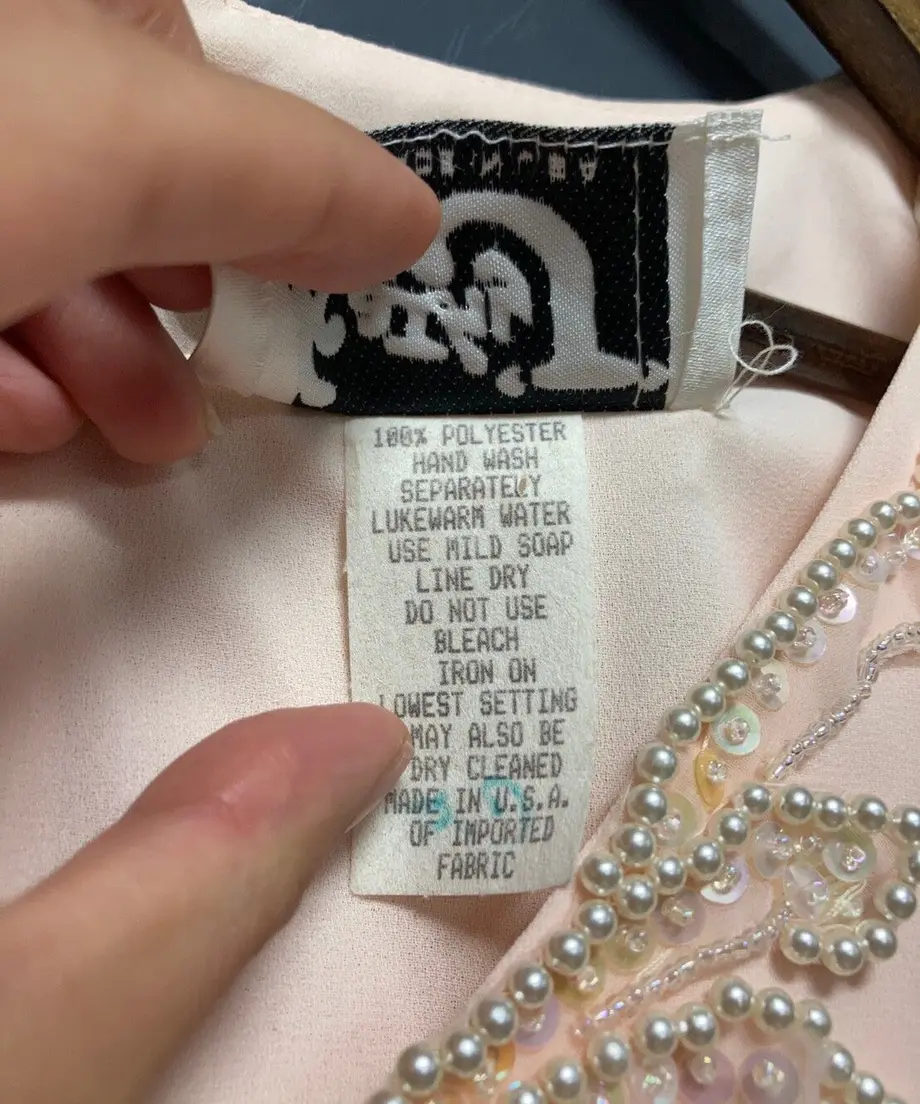 100% POLYESTER
HAND WASH
SEPARATELY
LUKEWARM WATER
USE MILD SOAP
LINE DRY
DO NOT USE
BLEACH
IRON ON
LOWEST SETTING
MAY ALSO BE
DRY CLEANED
MADE IN U.S.A.
OF IMPORTED
FABRIC